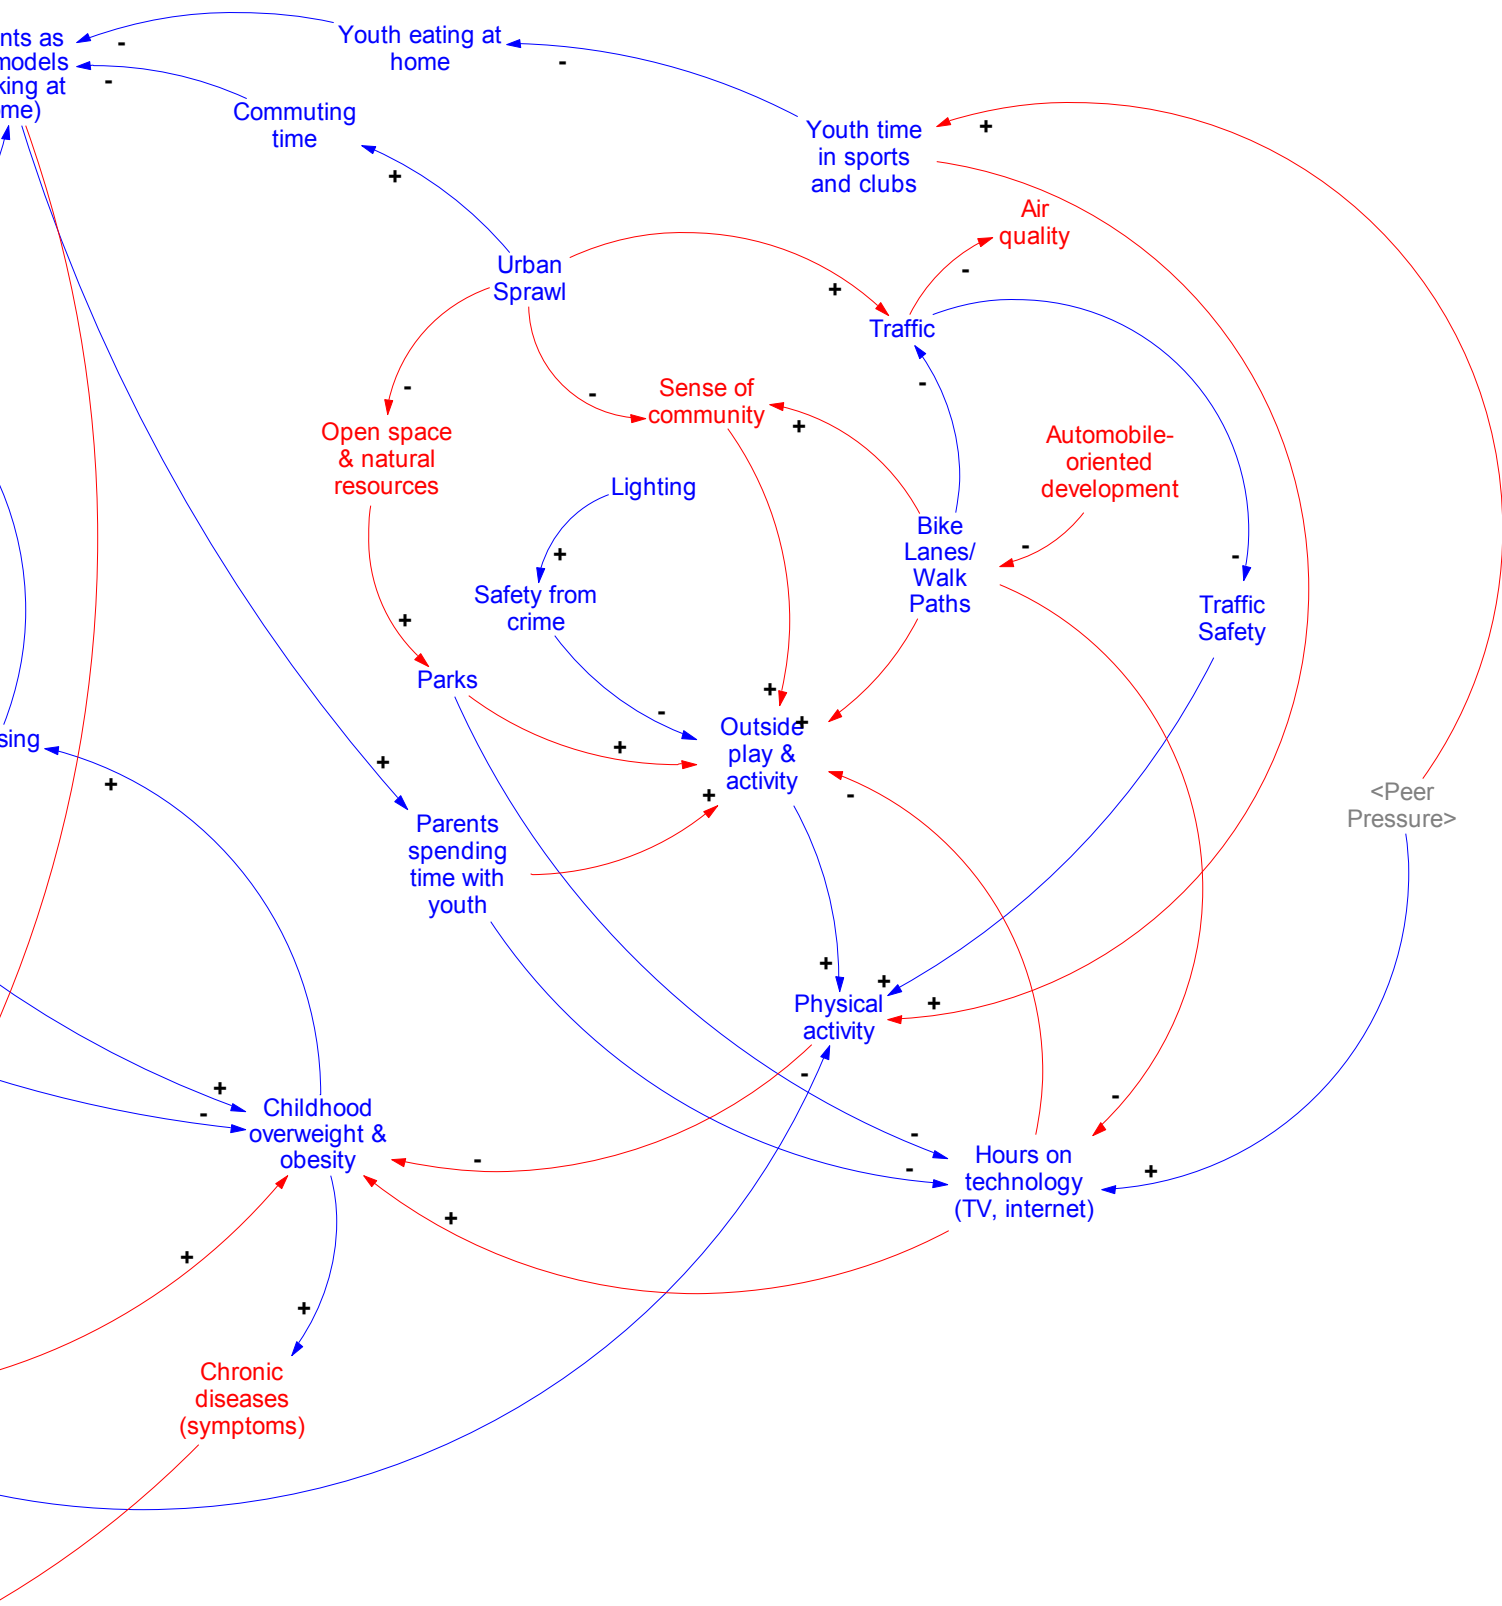 Youth eating at
home
nts as
models
king at
me)
Commuting
time
Youth time
in sports
and clubs
Air
quality
Urban
Sprawl
Traffic
Sense of
community
Open space
& natural
resources
Automobile-
oriented
development
Lighting
Bike
Lanes/
Walk
Paths
Safety from
crime
Traffic
Safety
Parks
sing
Outside
play &
activity
<Peer
Pressure>
Parents
spending
time with
youth
Physical
activity
Childhood
overweight &
obesity
Hours on
technology
(TV, internet)
Chronic
diseases
(symptoms)